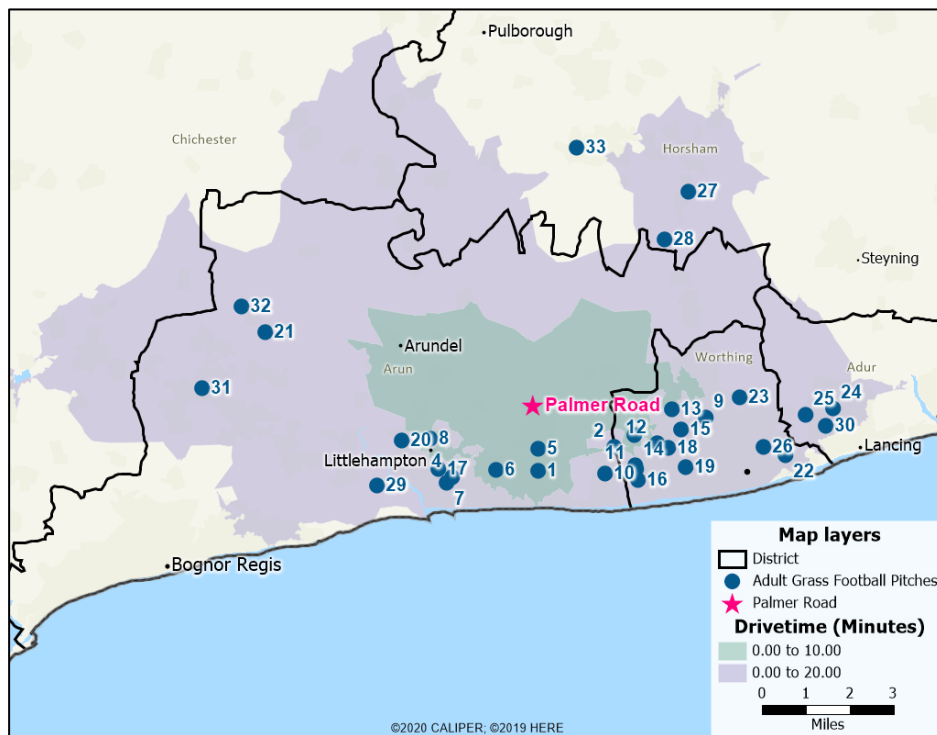 Pulborough
Chichester
33
Horsham
27
28
Steyning
32
21
Arundel
Arun
Worthing
Adur
31
Palmer Road
13
9
23
25
24
30
20
8
2
12
15
Littlehampton
5
11
14
18
26
Lancing
4
17
6
1
10
19
22
29
7
16
Bognor Regis
Map layers
District
Adult Grass Football Pitches
Palmer Road
Drivetime (Minutes)
0.00 to 10.00
0.00 to 20.00
0 1 2 3
Miles
©2020 CALIPER; ©2019 HERE